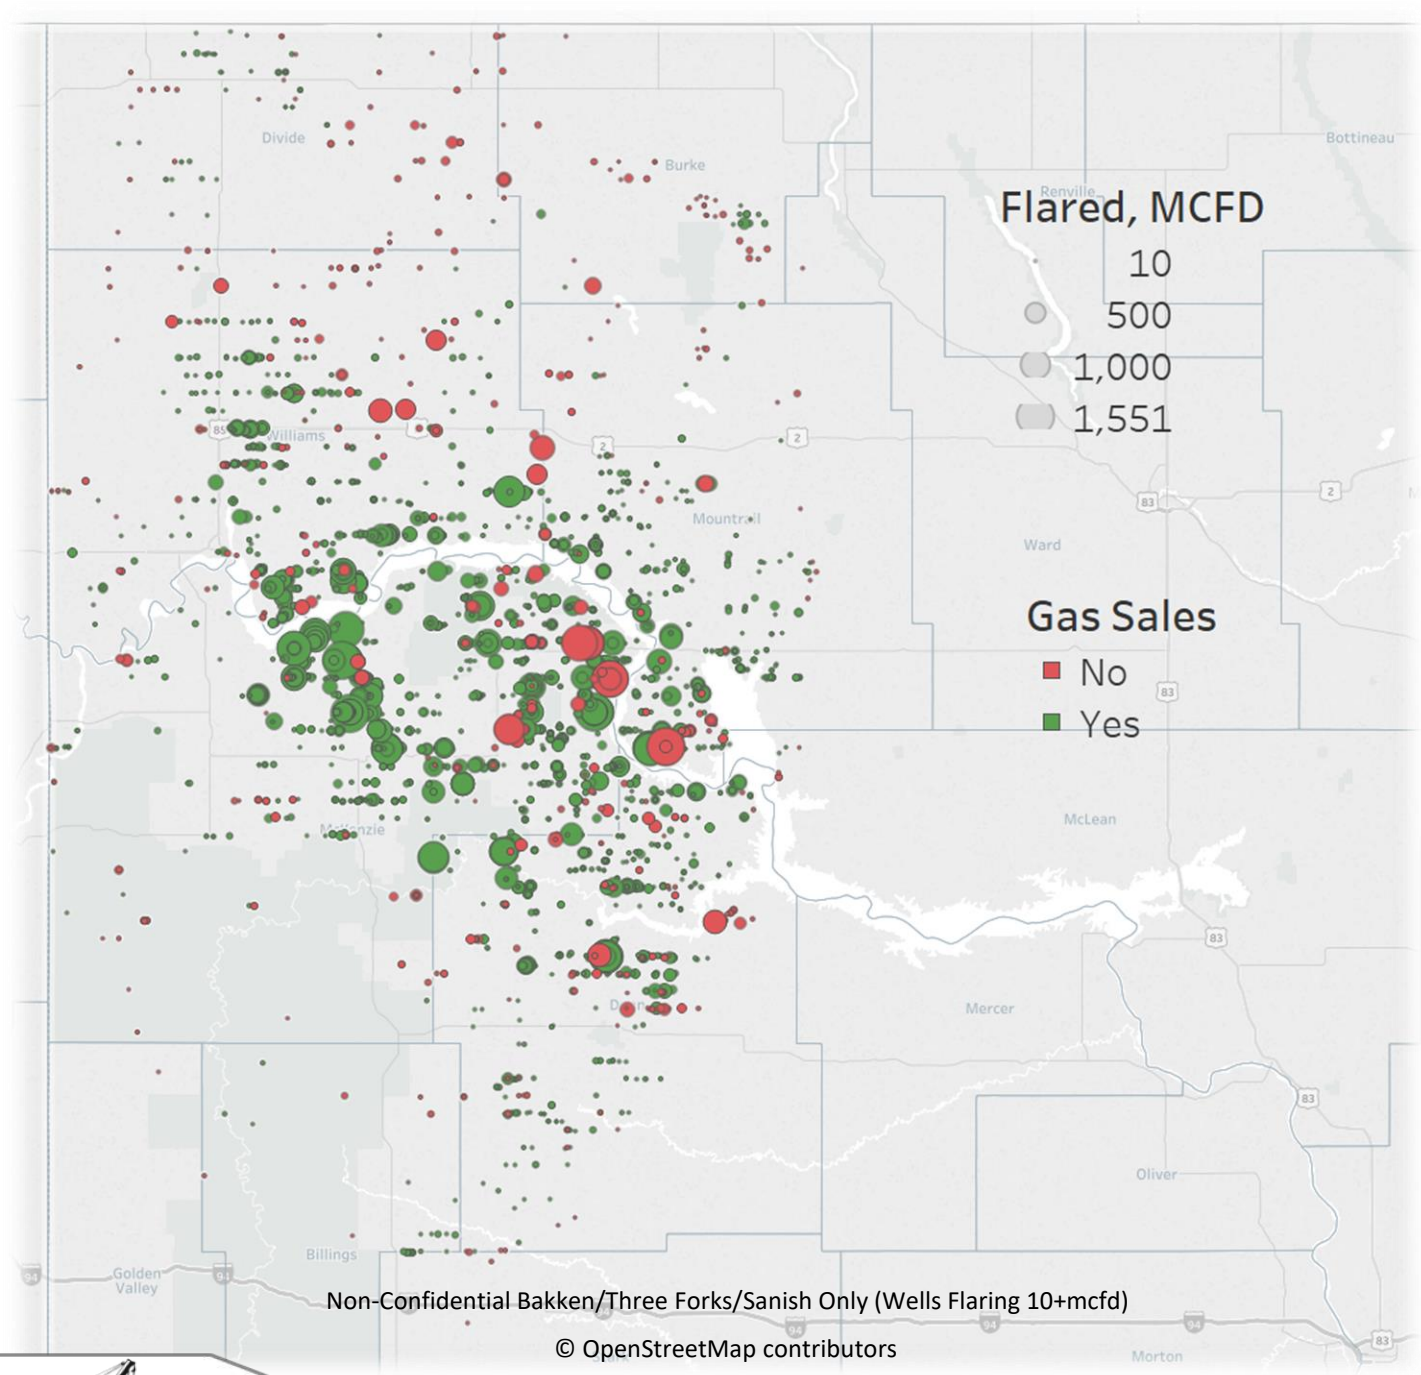 Divide
Burke
Bottineau
Renville
Flared, MCFD
10
500
1,000
1,551
85
Williams
2
2
83
2
Mountrail
Ward
Gas Sales
No
Yes
83
McKenzie
McLean
83
Mercer
83
Oliver
Billings
94
Golden
Valley
94
Non-Confidential Bakken/Three Forks/Sanish Only (Wells Flaring 10+mcfd)
94
94
94
83
© OpenStreetMap contributors
Stark
Morton